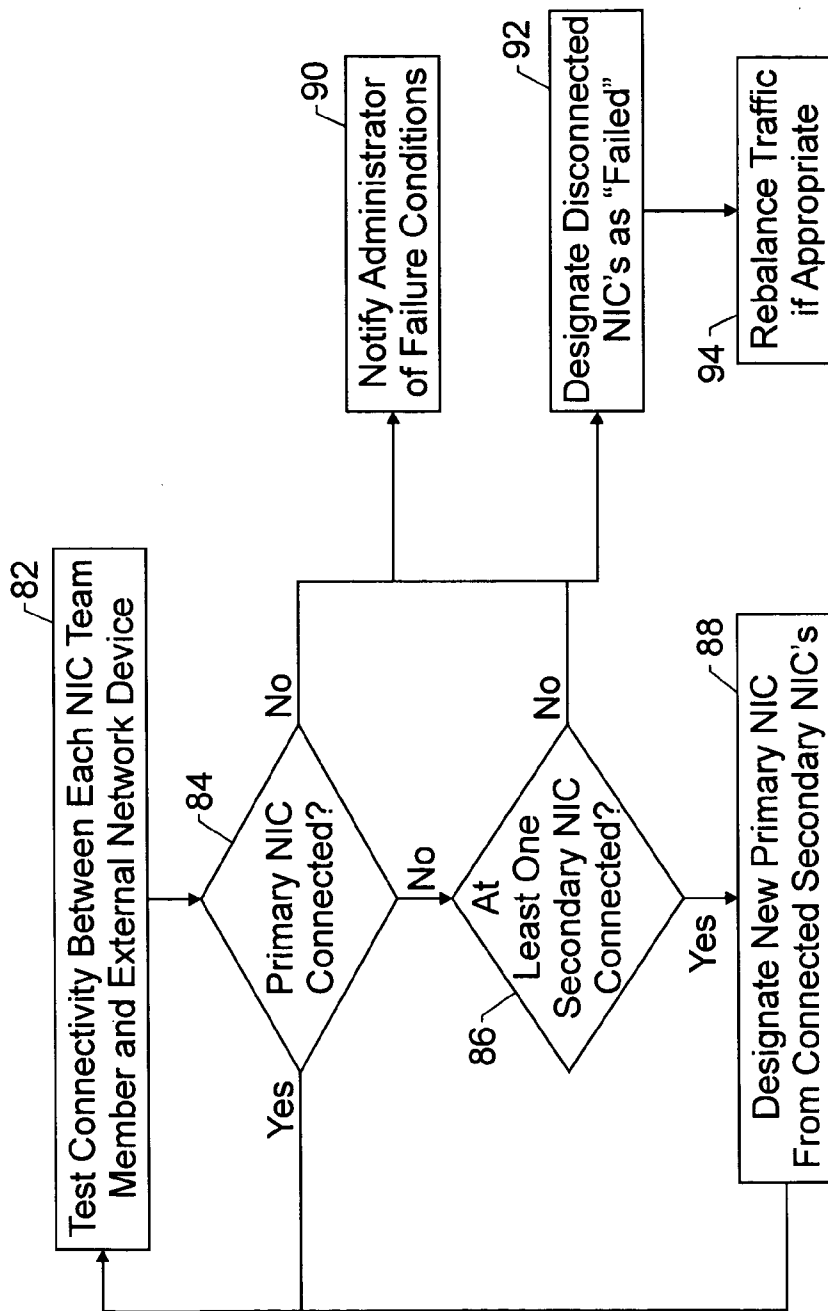 82
Test Connectivity Between Each NIC Team
Member and External Network Device
84
Primary NIC
Connected?
Yes
No
No
86
At
Least One
Secondary NIC
Connected?
No
Yes
88
Designate New Primary NIC
From Connected Secondary NIC's
90
Notify Administrator
of Failure Conditions
92
Designate Disconnected
NIC's as “Failed”
94
Rebalance Traffic
if Appropriate